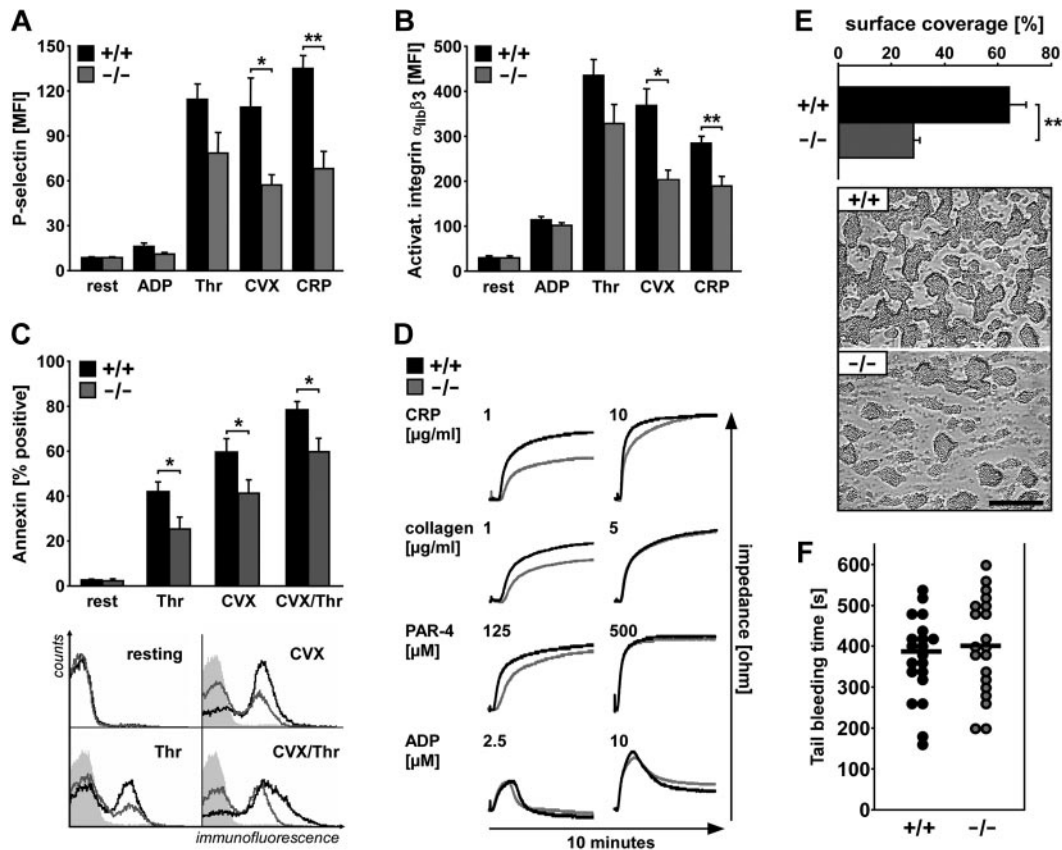 A
P-selectin [MFI]
150
120
90
60
30
0
+/+
−/−
*
**
rest ADP Thr CVX CRP
B
Activat. integrin αIIbβ3 [MFI]
500
400
300
200
100
0
+/+
−/−
*
**
rest ADP Thr CVX CRP
E
surface coverage [%]
0 20 40 60 80
+/+
−/−
**
+/+
−/−
C
Annexin [% positive]
100
80
60
40
20
0
+/+
−/−
*
*
*
rest Thr CVX CVX/Thr
counts
resting
CVX
Thr
CVX/Thr
immunofluorescence
D
+/+
−/−
CRP 1 10
[µg/ml]
collagen 1 5
[µg/ml]
PAR-4 125 500
[µM]
ADP 2.5 10
[µM]
impedance [ohm]
10 minutes
F
Tail bleeding time [s]
600
500
400
300
200
100
0
+/+ −/−